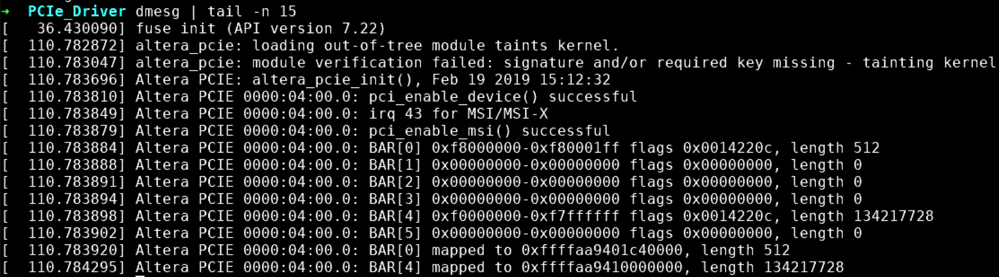 →  PCIe_Driver dmesg | tail -n 15
[   36.430090] fuse init (API version 7.22)
[  110.782872] altera_pcie: loading out-of-tree module taints kernel.
[  110.783047] altera_pcie: module verification failed: signature and/or required key missing - tainting kernel
[  110.783696] Altera PCIE: altera_pcie_init(), Feb 19 2019 15:12:32
[  110.783810] Altera PCIE 0000:04:00.0: pci_enable_device() successful
[  110.783849] Altera PCIE 0000:04:00.0: irq 43 for MSI/MSI-X
[  110.783879] Altera PCIE 0000:04:00.0: pci_enable_msi() successful
[  110.783884] Altera PCIE 0000:04:00.0: BAR[0] 0xf8000000-0xf80001ff flags 0x0014220c, length 512
[  110.783888] Altera PCIE 0000:04:00.0: BAR[1] 0x00000000-0x00000000 flags 0x00000000, length 0
[  110.783891] Altera PCIE 0000:04:00.0: BAR[2] 0x00000000-0x00000000 flags 0x00000000, length 0
[  110.783894] Altera PCIE 0000:04:00.0: BAR[3] 0x00000000-0x00000000 flags 0x00000000, length 0
[  110.783898] Altera PCIE 0000:04:00.0: BAR[4] 0xf0000000-0xf7ffffff flags 0x0014220c, length 134217728
[  110.783902] Altera PCIE 0000:04:00.0: BAR[5] 0x00000000-0x00000000 flags 0x00000000, length 0
[  110.783920] Altera PCIE 0000:04:00.0: BAR[0] mapped to 0xffffaa9401c40000, length 512
[  110.784295] Altera PCIE 0000:04:00.0: BAR[4] mapped to 0xffffaa9410000000, length 134217728